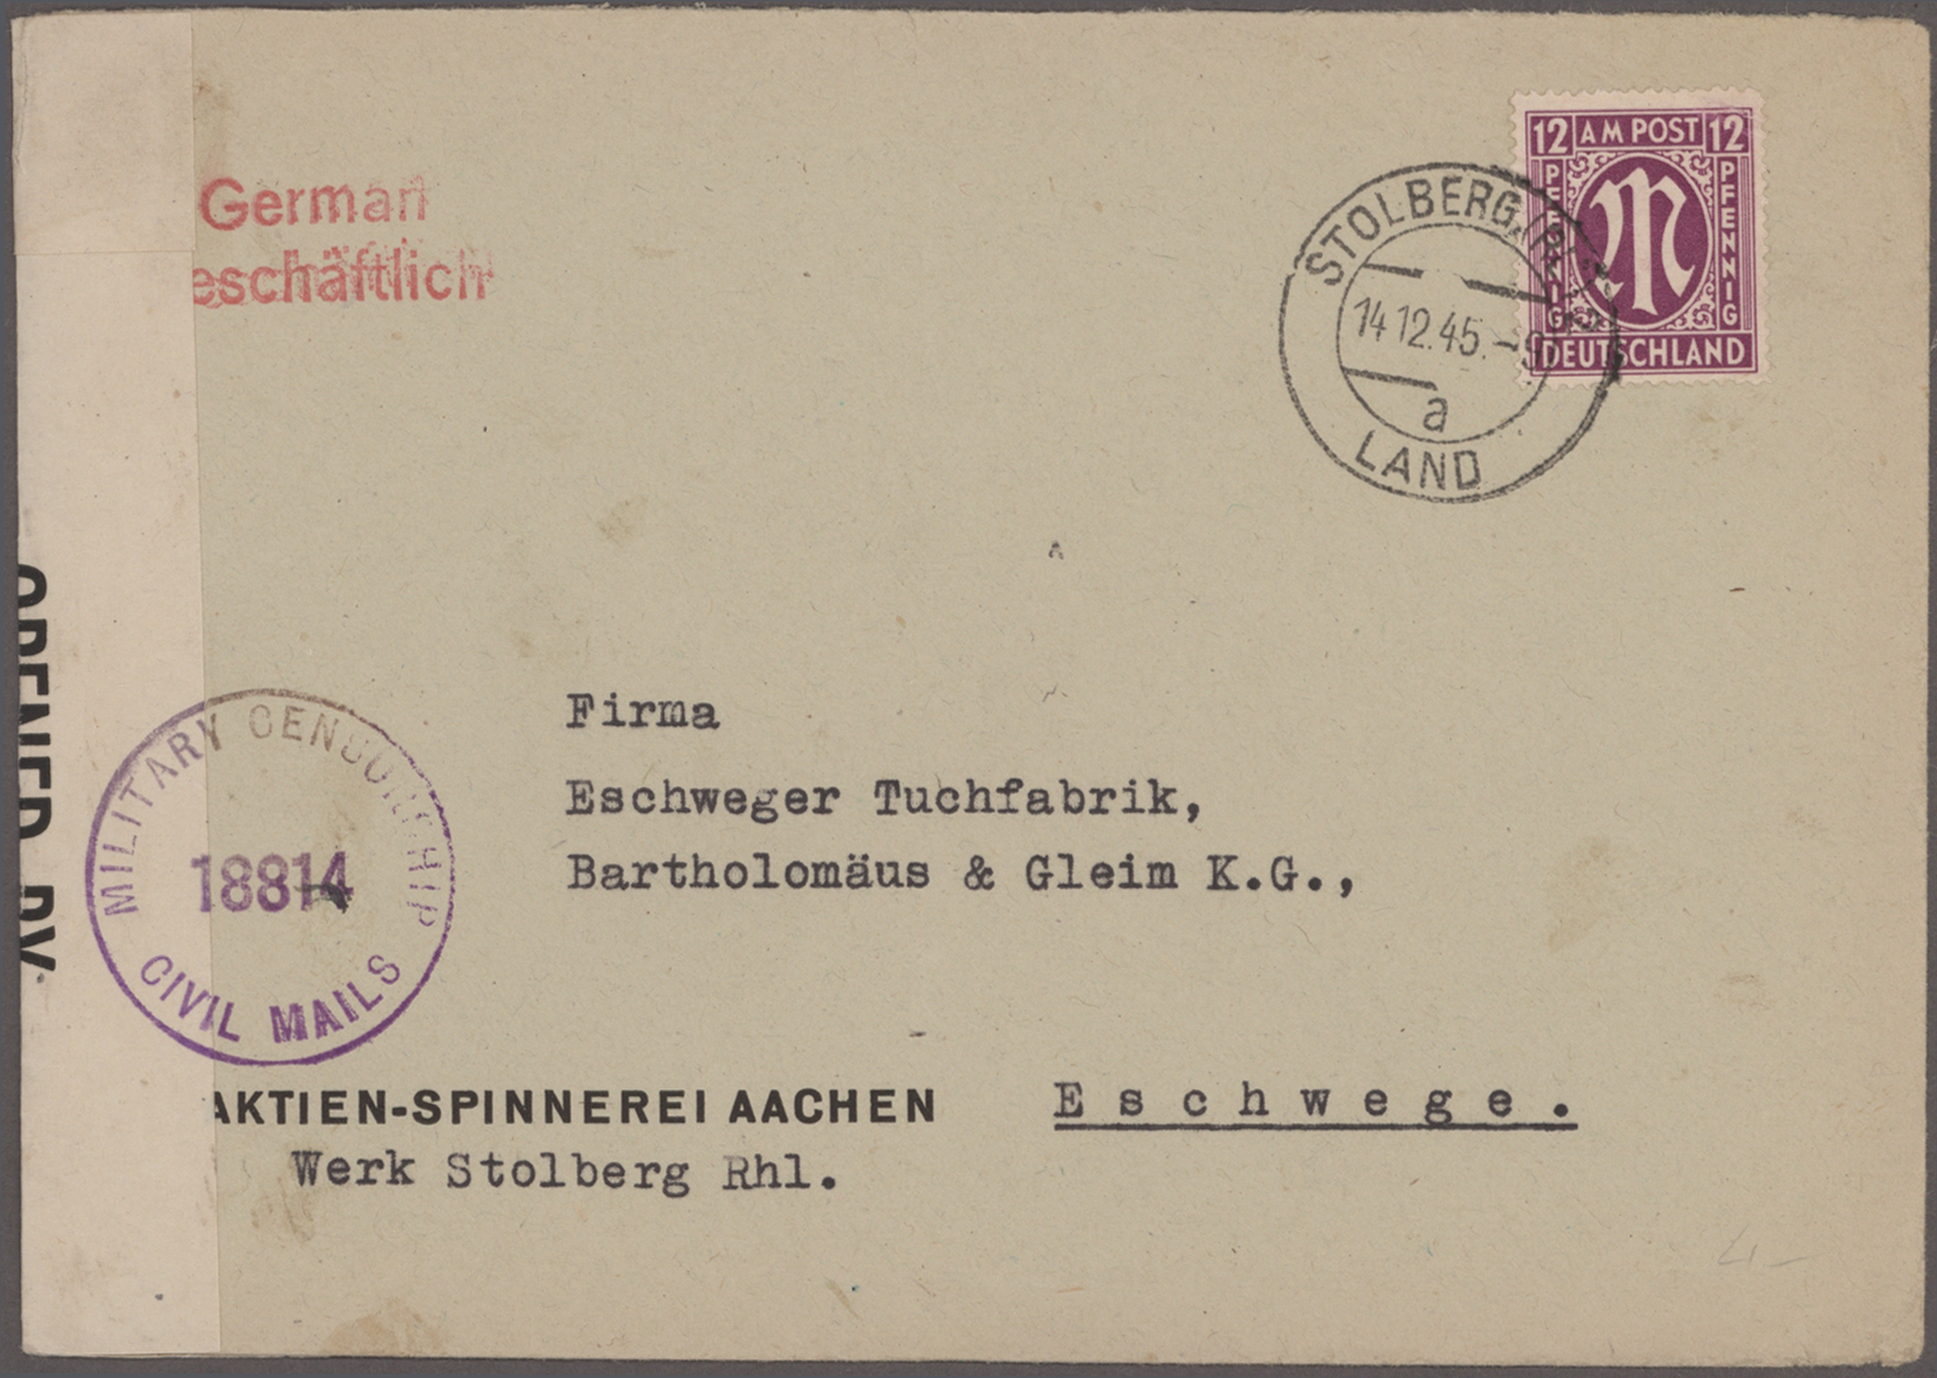 German
eschäftlich
12 AM POST 12
PFENNIG
PFENNIG
DEUTSCHLAND
STOLBERG
14 12.45.-9
a
LAND
OPENED BY
MILITARY CENSORSHIP
18814
CIVIL MAILS
Firma
Eschweger Tuchfabrik,
Bartholomäus & Gleim K.G.,
Eschwege.
AKTIEN-SPINNEREI AACHEN
Werk Stolberg Rhl.